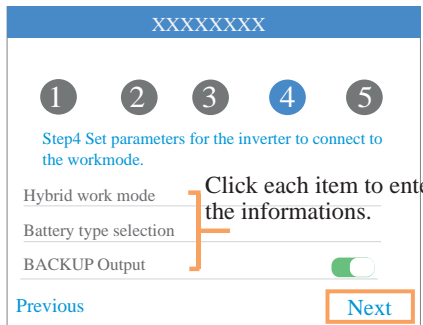 XXXXXXXX
1 2 3 4 5
Step4 Set parameters for the inverter to connect to
the workmode.
Hybrid work mode
Click each item to ente
the informations.
Battery type selection
BACKUP Output
Previous Next